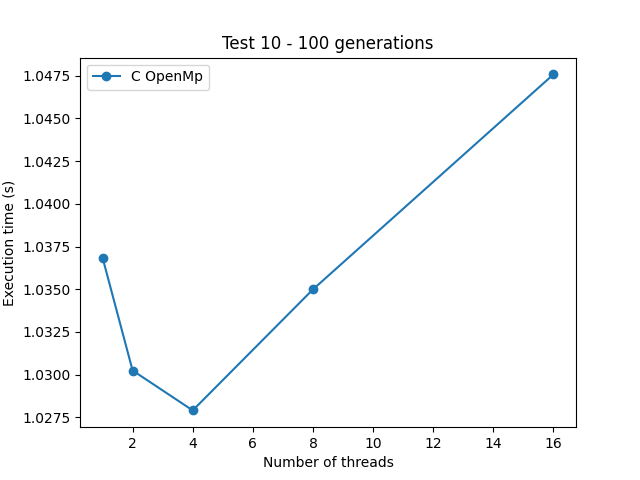 Test 10 - 100 generations
C OpenMp
1.0475
1.0450
1.0425
1.0400
1.0375
1.0350
1.0325
1.0300
1.0275
Execution time (s)
2 4 6 8 10 12 14 16
Number of threads